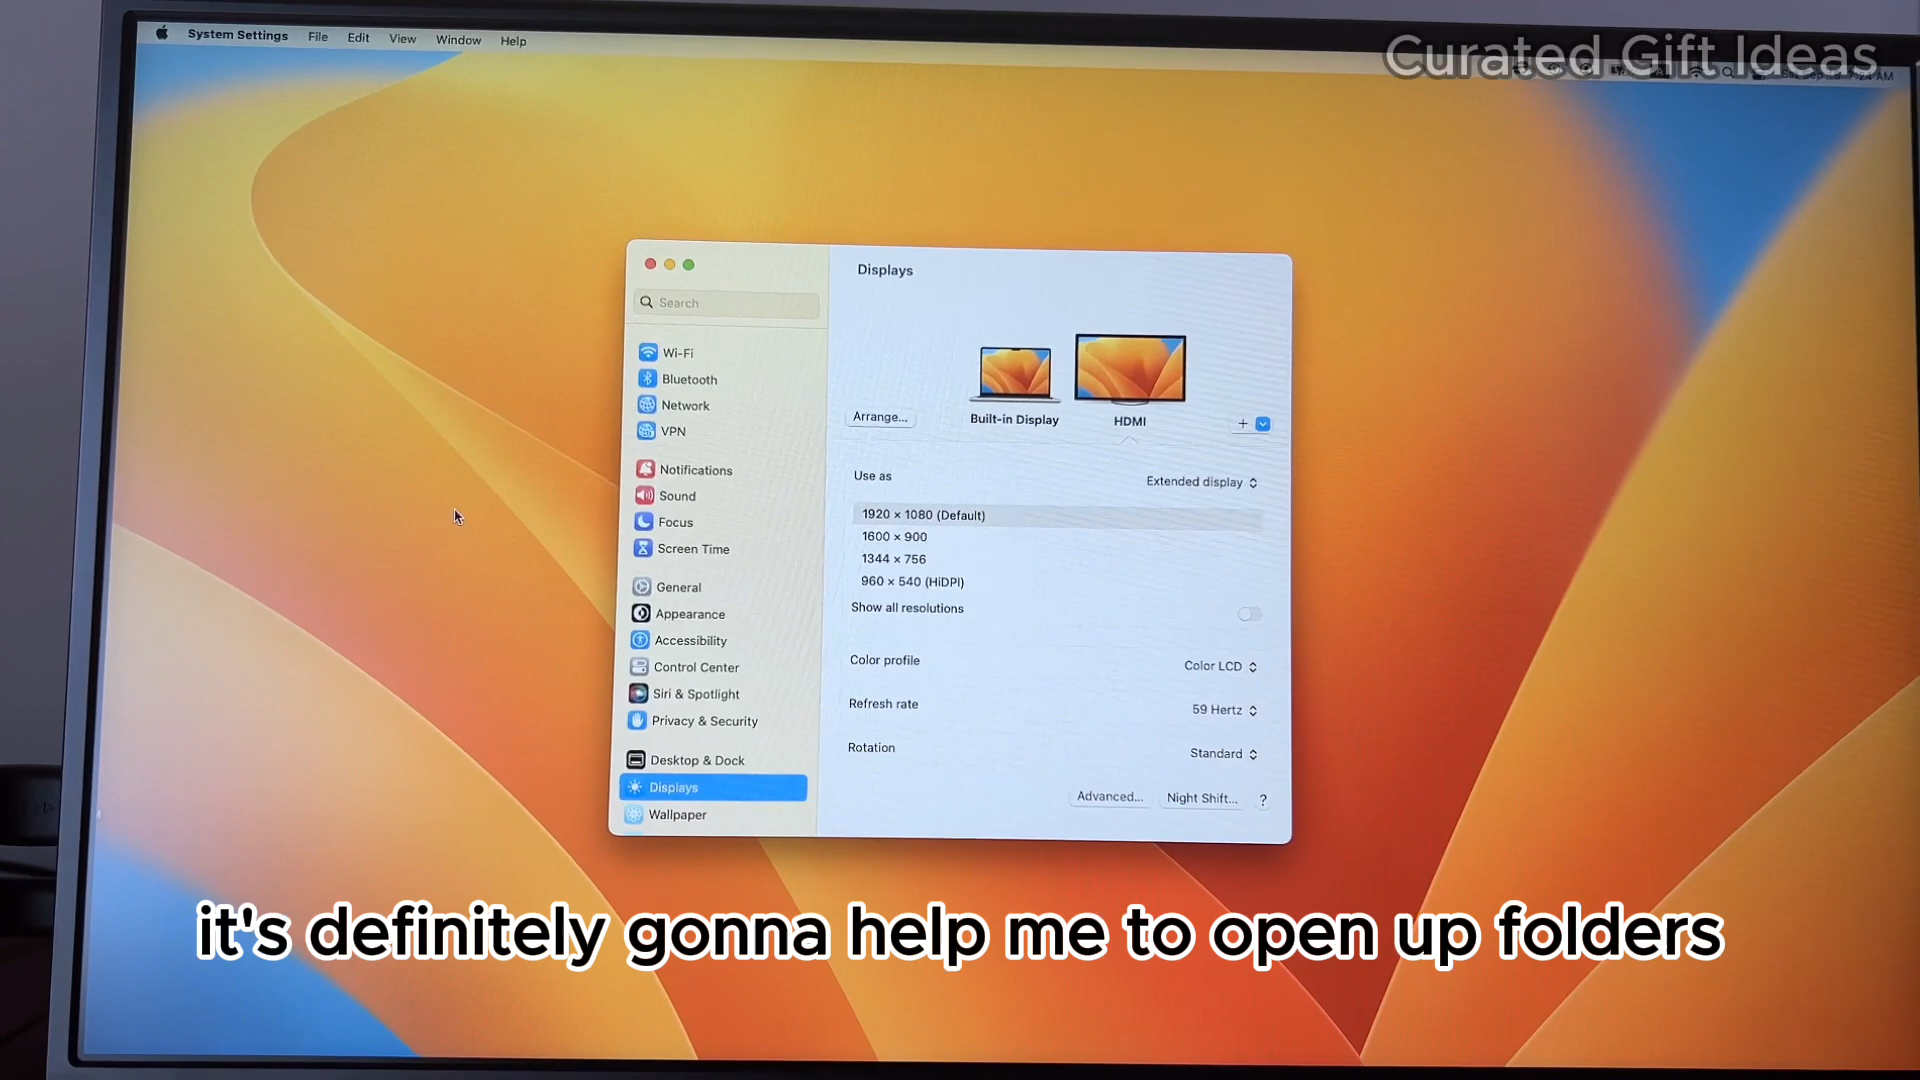 System Settings File Edit View Window Help
Curated Gift Ideas
Displays
Search
Wi-Fi
Bluetooth
Network
VPN
Notifications
Sound
Focus
Screen Time
General
Appearance
Accessibility
Control Center
Siri & Spotlight
Privacy & Security
Desktop & Dock
Displays
Wallpaper
Arrange...
Built-in Display
HDMI
+
Use as
Extended display
1920 × 1080 (Default)
1600 × 900
1344 × 756
960 × 540 (HiDPI)
Show all resolutions
Color profile
Color LCD
Refresh rate
59 Hertz
Rotation
Standard
Advanced... Night Shift... ?
it's definitely gonna help me to open up folders